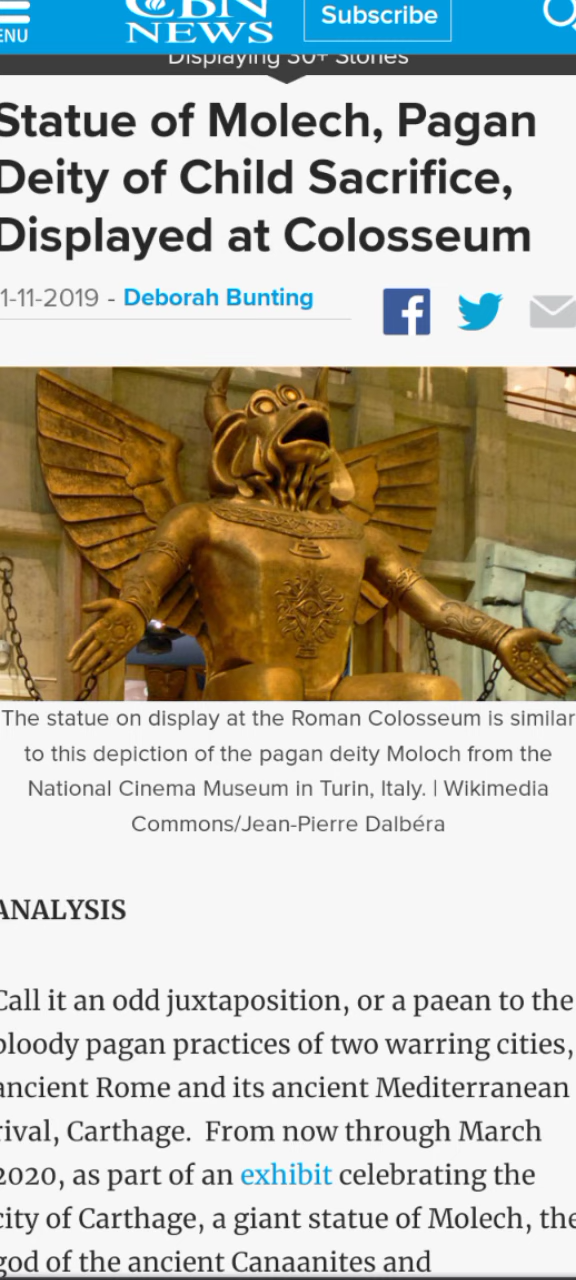 ENU
CBN
NEWS
Subscribe
Displaying 30+ Stories
Statue of Molech, Pagan
Deity of Child Sacrifice,
Displayed at Colosseum
1-11-2019 - Deborah Bunting
The statue on display at the Roman Colosseum is similar
to this depiction of the pagan deity Moloch from the
National Cinema Museum in Turin, Italy. | Wikimedia
Commons/Jean-Pierre Dalbéra
ANALYSIS
Call it an odd juxtaposition, or a paean to the
bloody pagan practices of two warring cities,
ancient Rome and its ancient Mediterranean
rival, Carthage. From now through March
2020, as part of an exhibit celebrating the
city of Carthage, a giant statue of Molech, the
god of the ancient Canaanites and